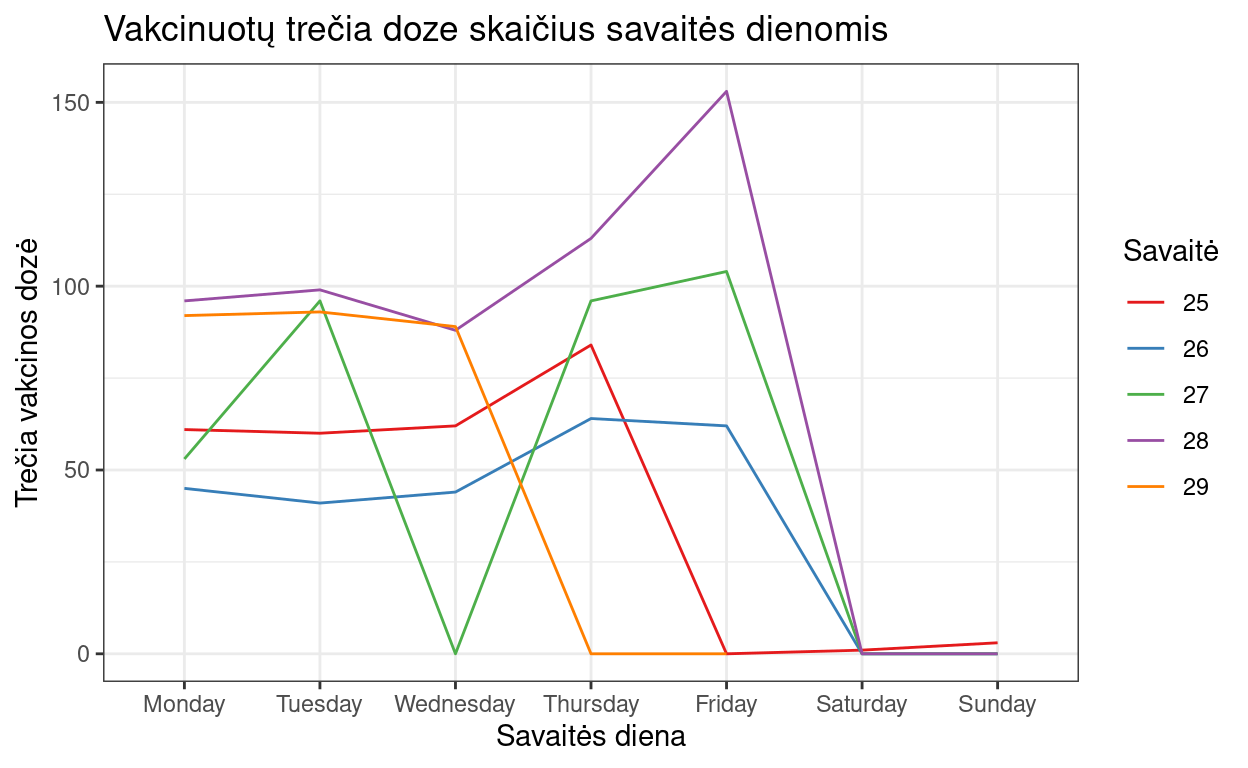 Vakcinuotų trečia doze skaičius savaitės dienomis
Trečia vakcinos dozė
150
100
50
0
Monday Tuesday Wednesday Thursday Friday Saturday Sunday
Savaitės diena
Savaitė
25
26
27
28
29